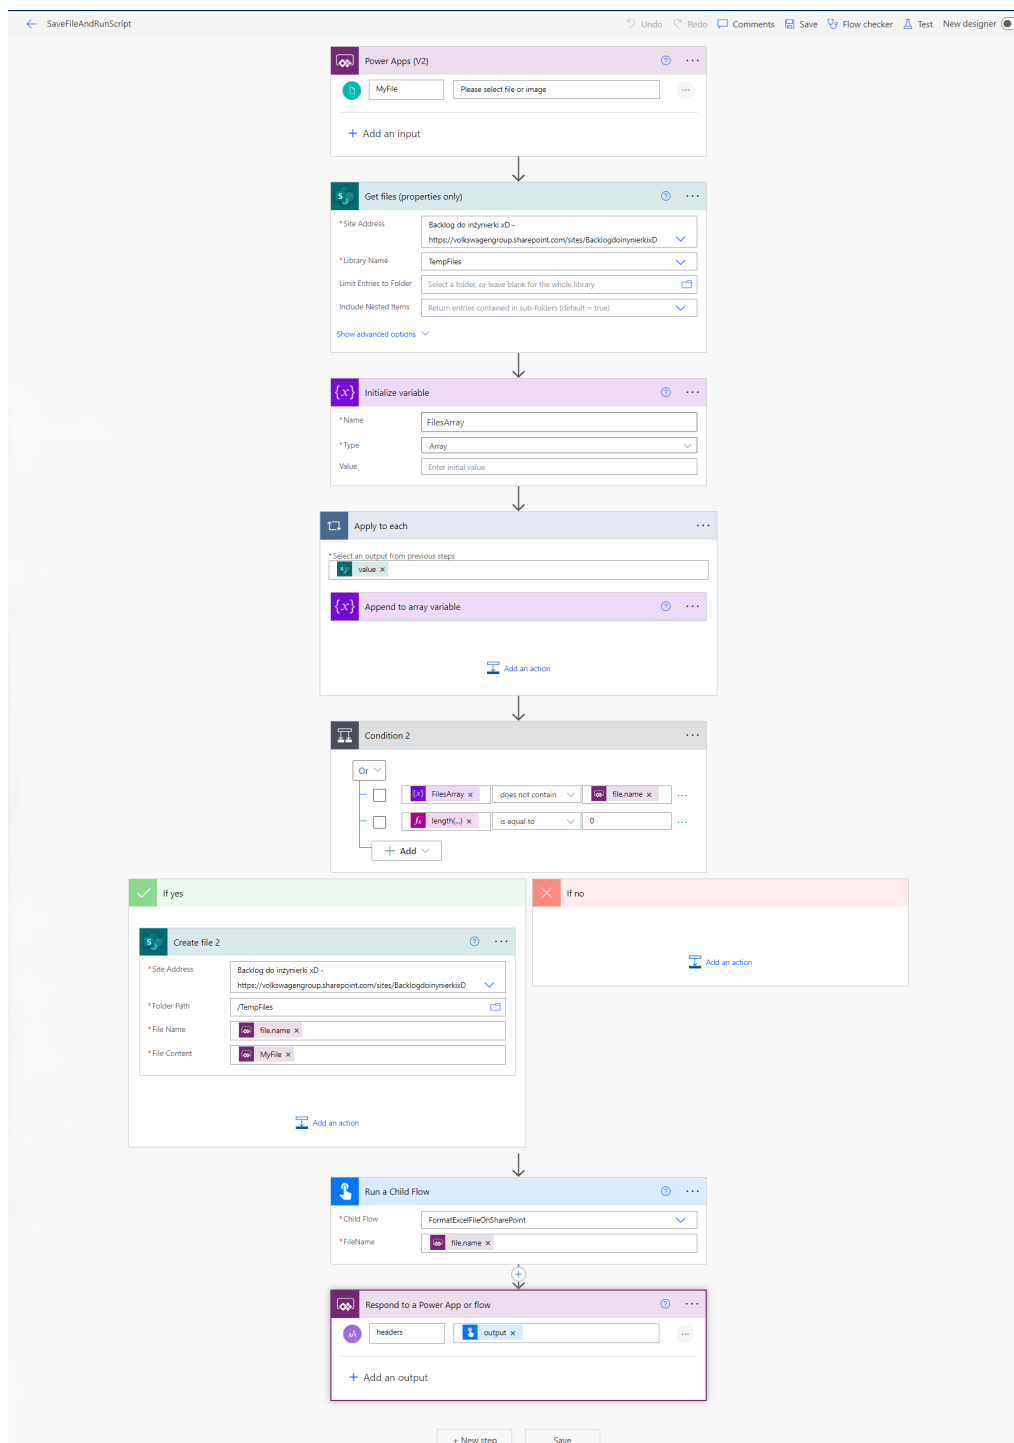 SaveFileAndRunScript
Undo Redo Comments Save Flow checker Test New designer
Power Apps (V2)
MyFile Please select file or image
Add an input
Get files (properties only)
*Site Address Backlog do inżynierki xD -
https://volkswagengroup.sharepoint.com/sites/BacklogdoinynierkixD
*Library Name TempFiles
Limit Entries to Folder Select a folder, or leave blank for the whole library
Include Nested Items Return entries contained in sub-folders (default = true)
Show advanced options
{x} Initialize variable
*Name FilesArray
*Type Array
Value Enter initial value
Apply to each
*Select an output from previous steps
value ×
{x} Append to array variable
Add an action
Condition 2
Or
{x} FilesArray × does not contain file.name ×
fx length(...) × is equal to 0
+ Add
If yes
If no
Create file 2
Add an action
*Site Address Backlog do inżynierki xD -
https://volkswagengroup.sharepoint.com/sites/BacklogdoinynierkixD
*Folder Path /TempFiles
*File Name file.name ×
*File Content MyFile ×
Add an action
Run a Child Flow
*Child Flow FormatExcelFileOnSharePoint
*FileName file.name ×
Respond to a Power App or flow
headers output ×
Add an output
+ New step Save